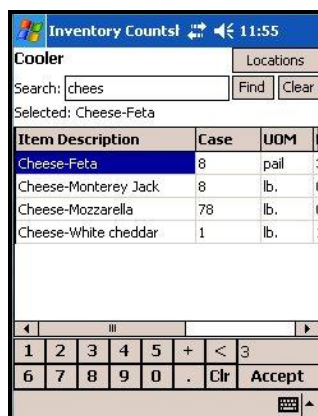 Inventory Countsl 11:55
Cooler Locations
Search: chees Find Clear
Selected: Cheese-Feta
Item Description Case UOM
Cheese-Feta 8 pail
Cheese-Monterey Jack 8 lb.
Cheese-Mozzarella 78 lb.
Cheese-White cheddar 1 lb.
1 2 3 4 5 + < 3
6 7 8 9 0 . Clr Accept